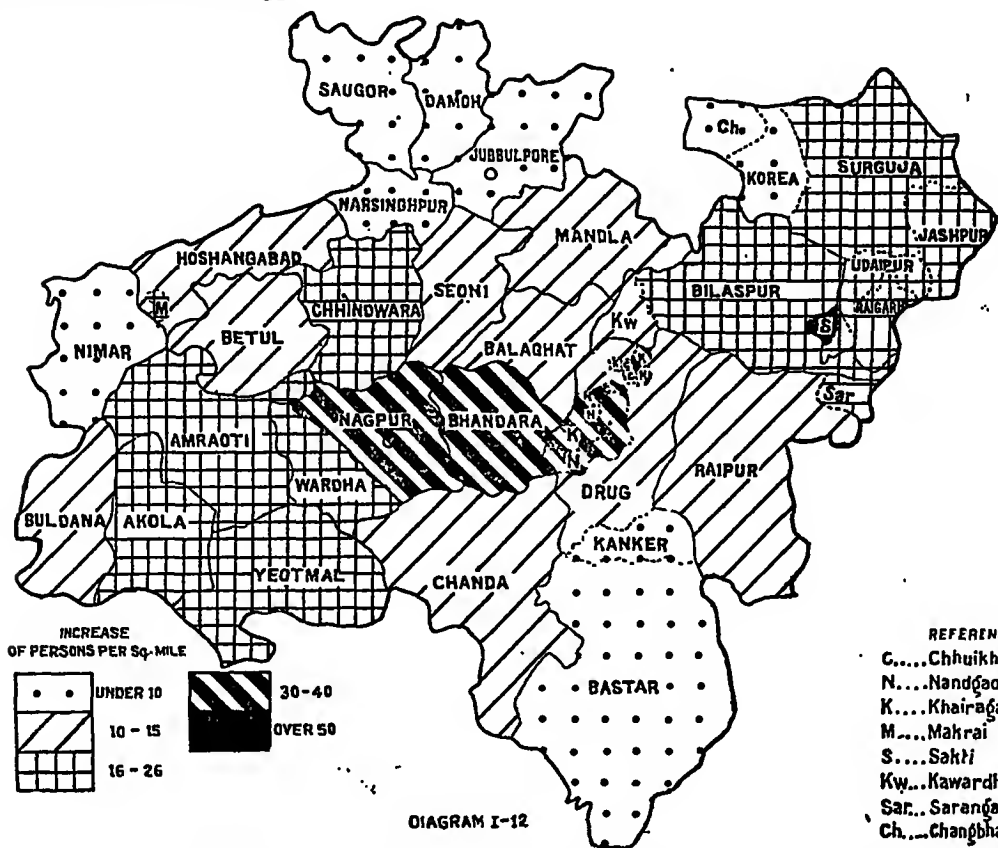 SAUGOR
DAMOH
JUBBULPORE
NARSINGHPUR
Ch.
KOREA
SURGUJA
JASHPUR
UDAIPUR
RAIGARH
MANDLA
HOSHANGABAD
CHHINDWARA
SEONI
BILASPUR
S
M
NIMAR
BETUL
BALAGHAT
Kw
Sar
NAGPUR
BHANDARA
N
K
N
AMRAOTI
WARDHA
DRUG
RAIPUR
BULDANA
AKOLA
YEOTMAL
CHANDA
KANKER
BASTAR
INCREASE
OF PERSONS PER SQ. MILE
UNDER 10
10 - 15
16 - 26
30-40
OVER 50
REFEREN
C.....Chhuikh
N....Nandgao
K....Khairaga
M....Makrai
S....Sakti
Kw...Kawardh
Sar...Saranga
Ch....Changbha
DIAGRAM I-12